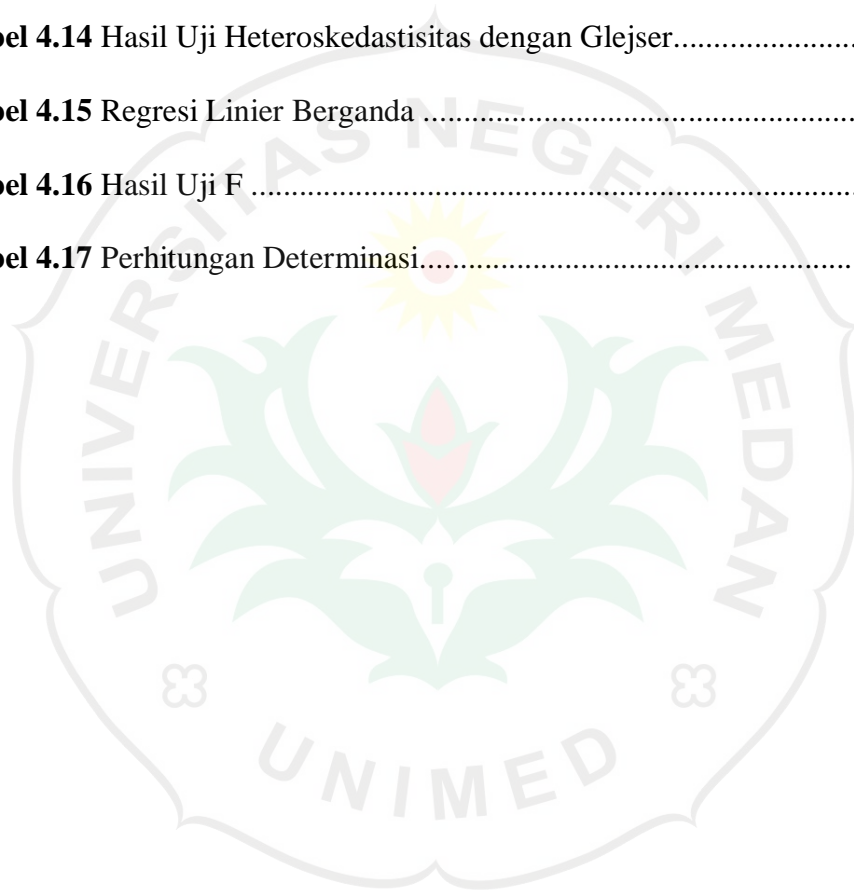 bel 4.14 Hasil Uji Heteroskedastisitas dengan Glejser......................
bel 4.15 Regresi Linier Berganda ......................................................
bel 4.16 Hasil Uji F ...........................................................................
bel 4.17 Perhitungan Determinasi......................................................
UNIVERSITAS NEGERI MEDAN
UNIMED